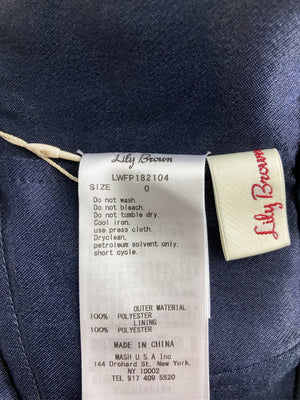 Lily Brown
LWFP182104
SIZE 0
Do not wash.
Do not bleach.
Do not tumble dry.
Cool iron,
use press cloth.
Dryclean,
petroleum solvent only,
short cycle.
OUTER MATERIAL
100% POLYESTER
LINING
100% POLYESTER
MADE IN CHINA
MASH U.S.A Inc
144 Orchard St. New York.
NY 10002
TEL 917 409 5520
Lily Brown